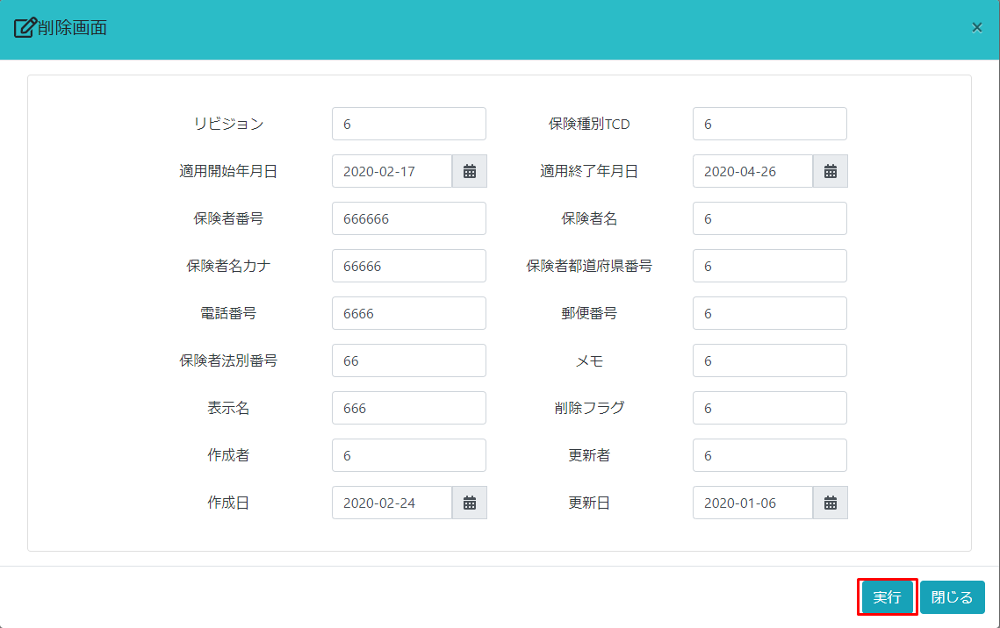 削除画面 ×
リビジョン 6 保険種別TCD 6
適用開始年月日 2020-02-17 適用終了年月日 2020-04-26
保険者番号 666666 保険者名 6
保険者名カナ 66666 保険者都道府県番号 6
電話番号 6666 郵便番号 6
保険者法別番号 66 メモ 6
表示名 666 削除フラグ 6
作成者 6 更新者 6
作成日 2020-02-24 更新日 2020-01-06
実行 閉じる